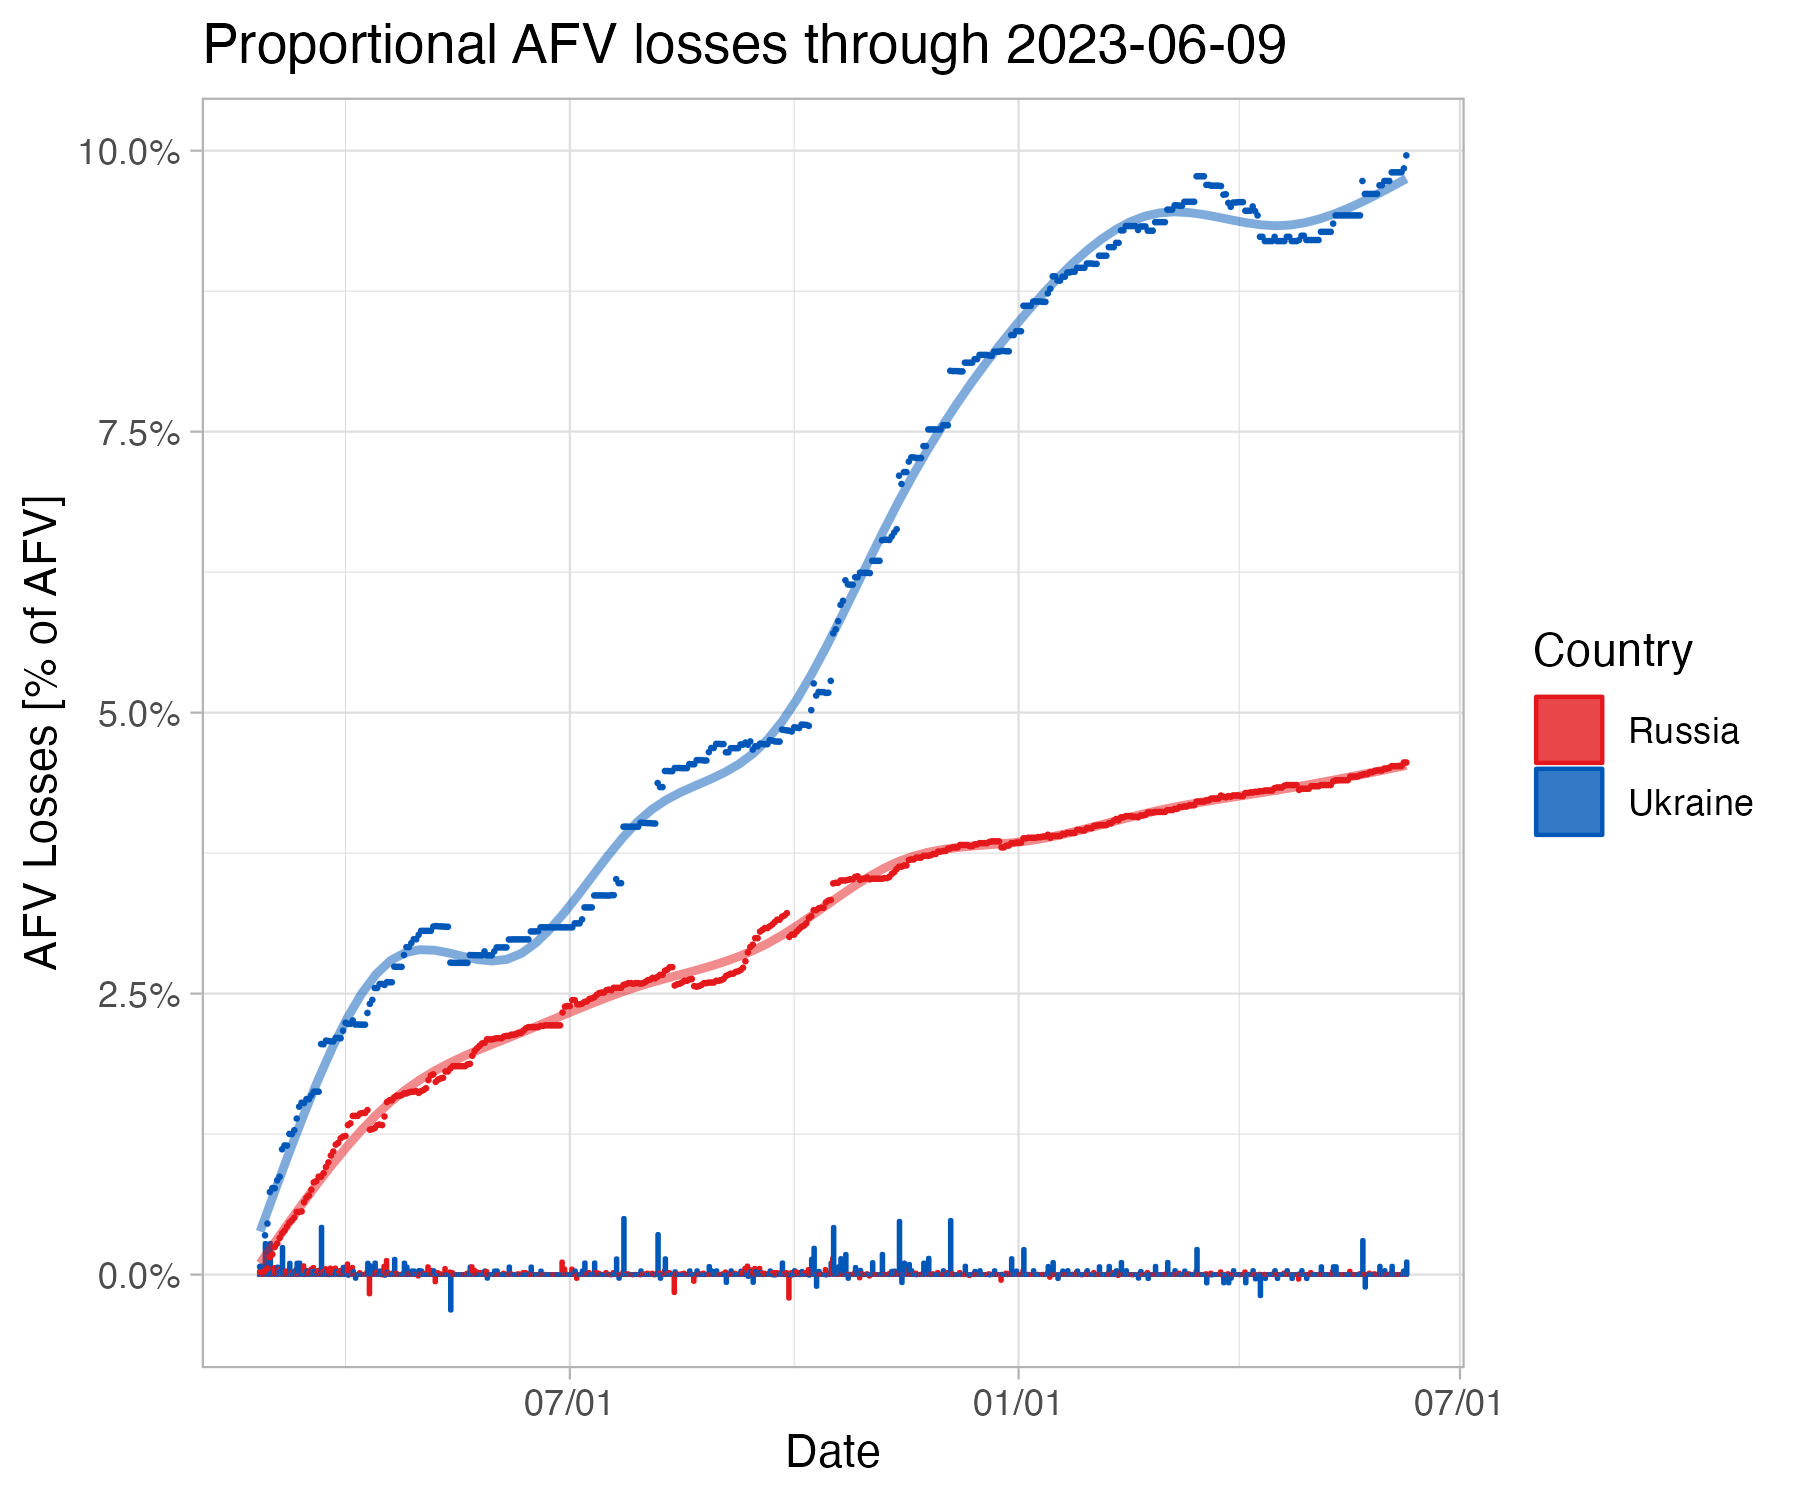 Proportional AFV losses through 2023-06-09
10.0%
7.5%
5.0%
2.5%
0.0%
AFV Losses [% of AFV]
07/01
01/01
07/01
Date
Country
Russia
Ukraine